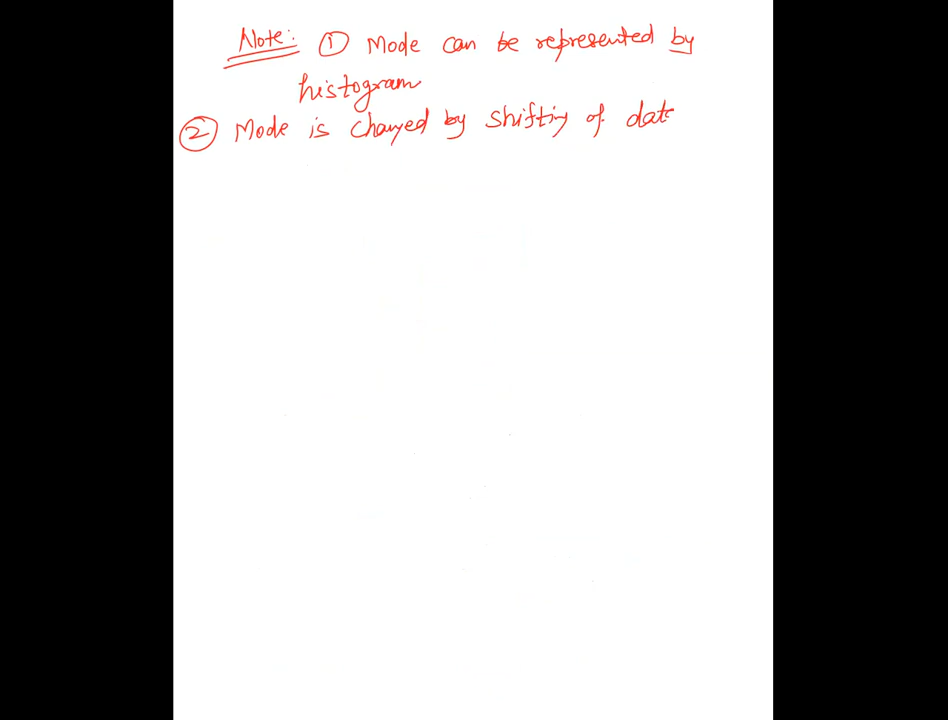 Note: ① Mode can be represented by
histogram
② Mode is changed by shifting of data